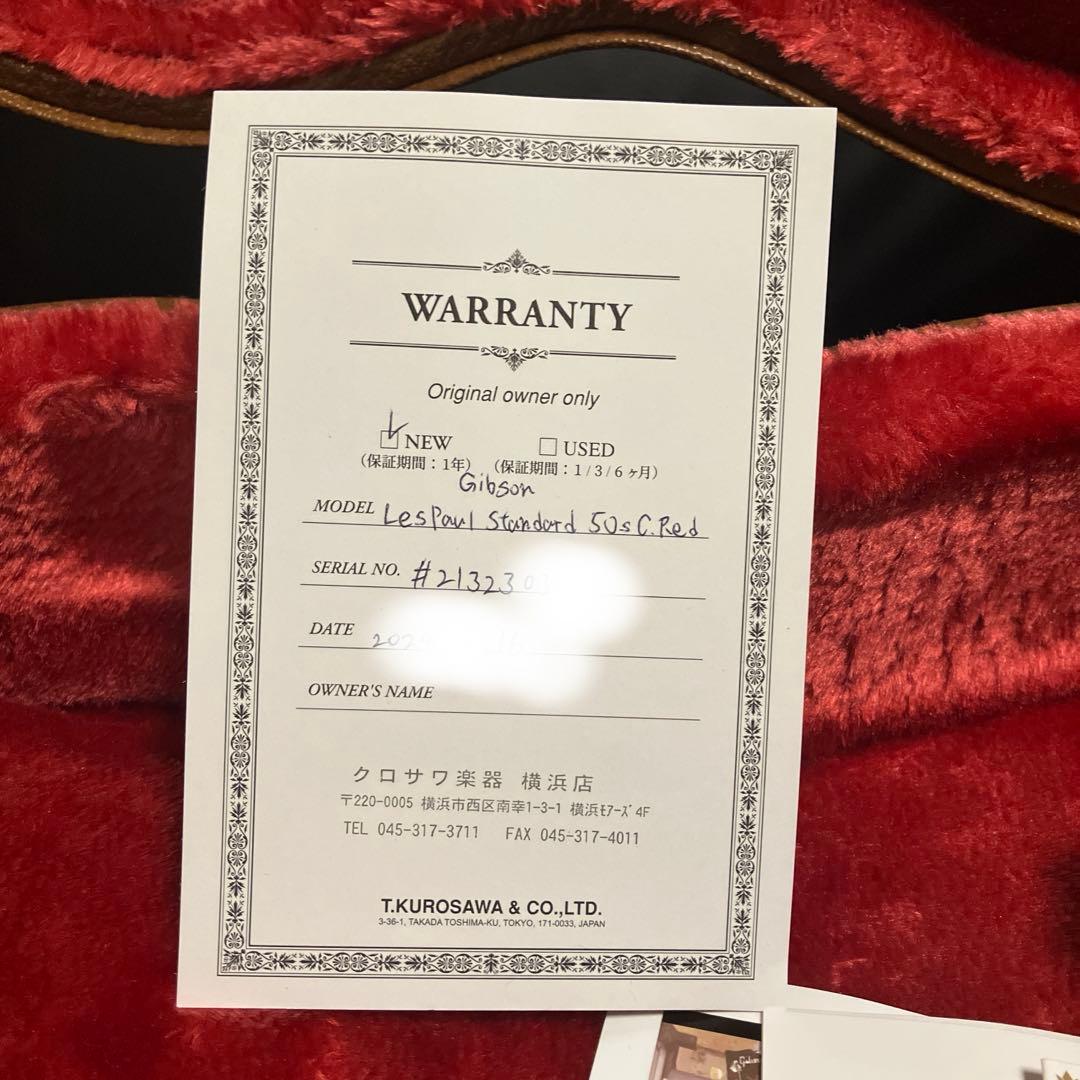 WARRANTY
Original owner only
NEW USED
(保証期間：1年) (保証期間：1/3/6ヶ月)
Gibson
MODEL Les Paul Standard 50s C.Red
SERIAL NO. #21323
DATE
OWNER'S NAME
クロサワ楽器 横浜店
〒220-0005 横浜市西区南幸1-3-1 横浜ﾓｱｰｽﾞ4F
TEL 045-317-3711 FAX 045-317-4011
T.KUROSAWA & CO.,LTD.
3-36-1, TAKADA TOSHIMA-KU, TOKYO, 171-0033, JAPAN